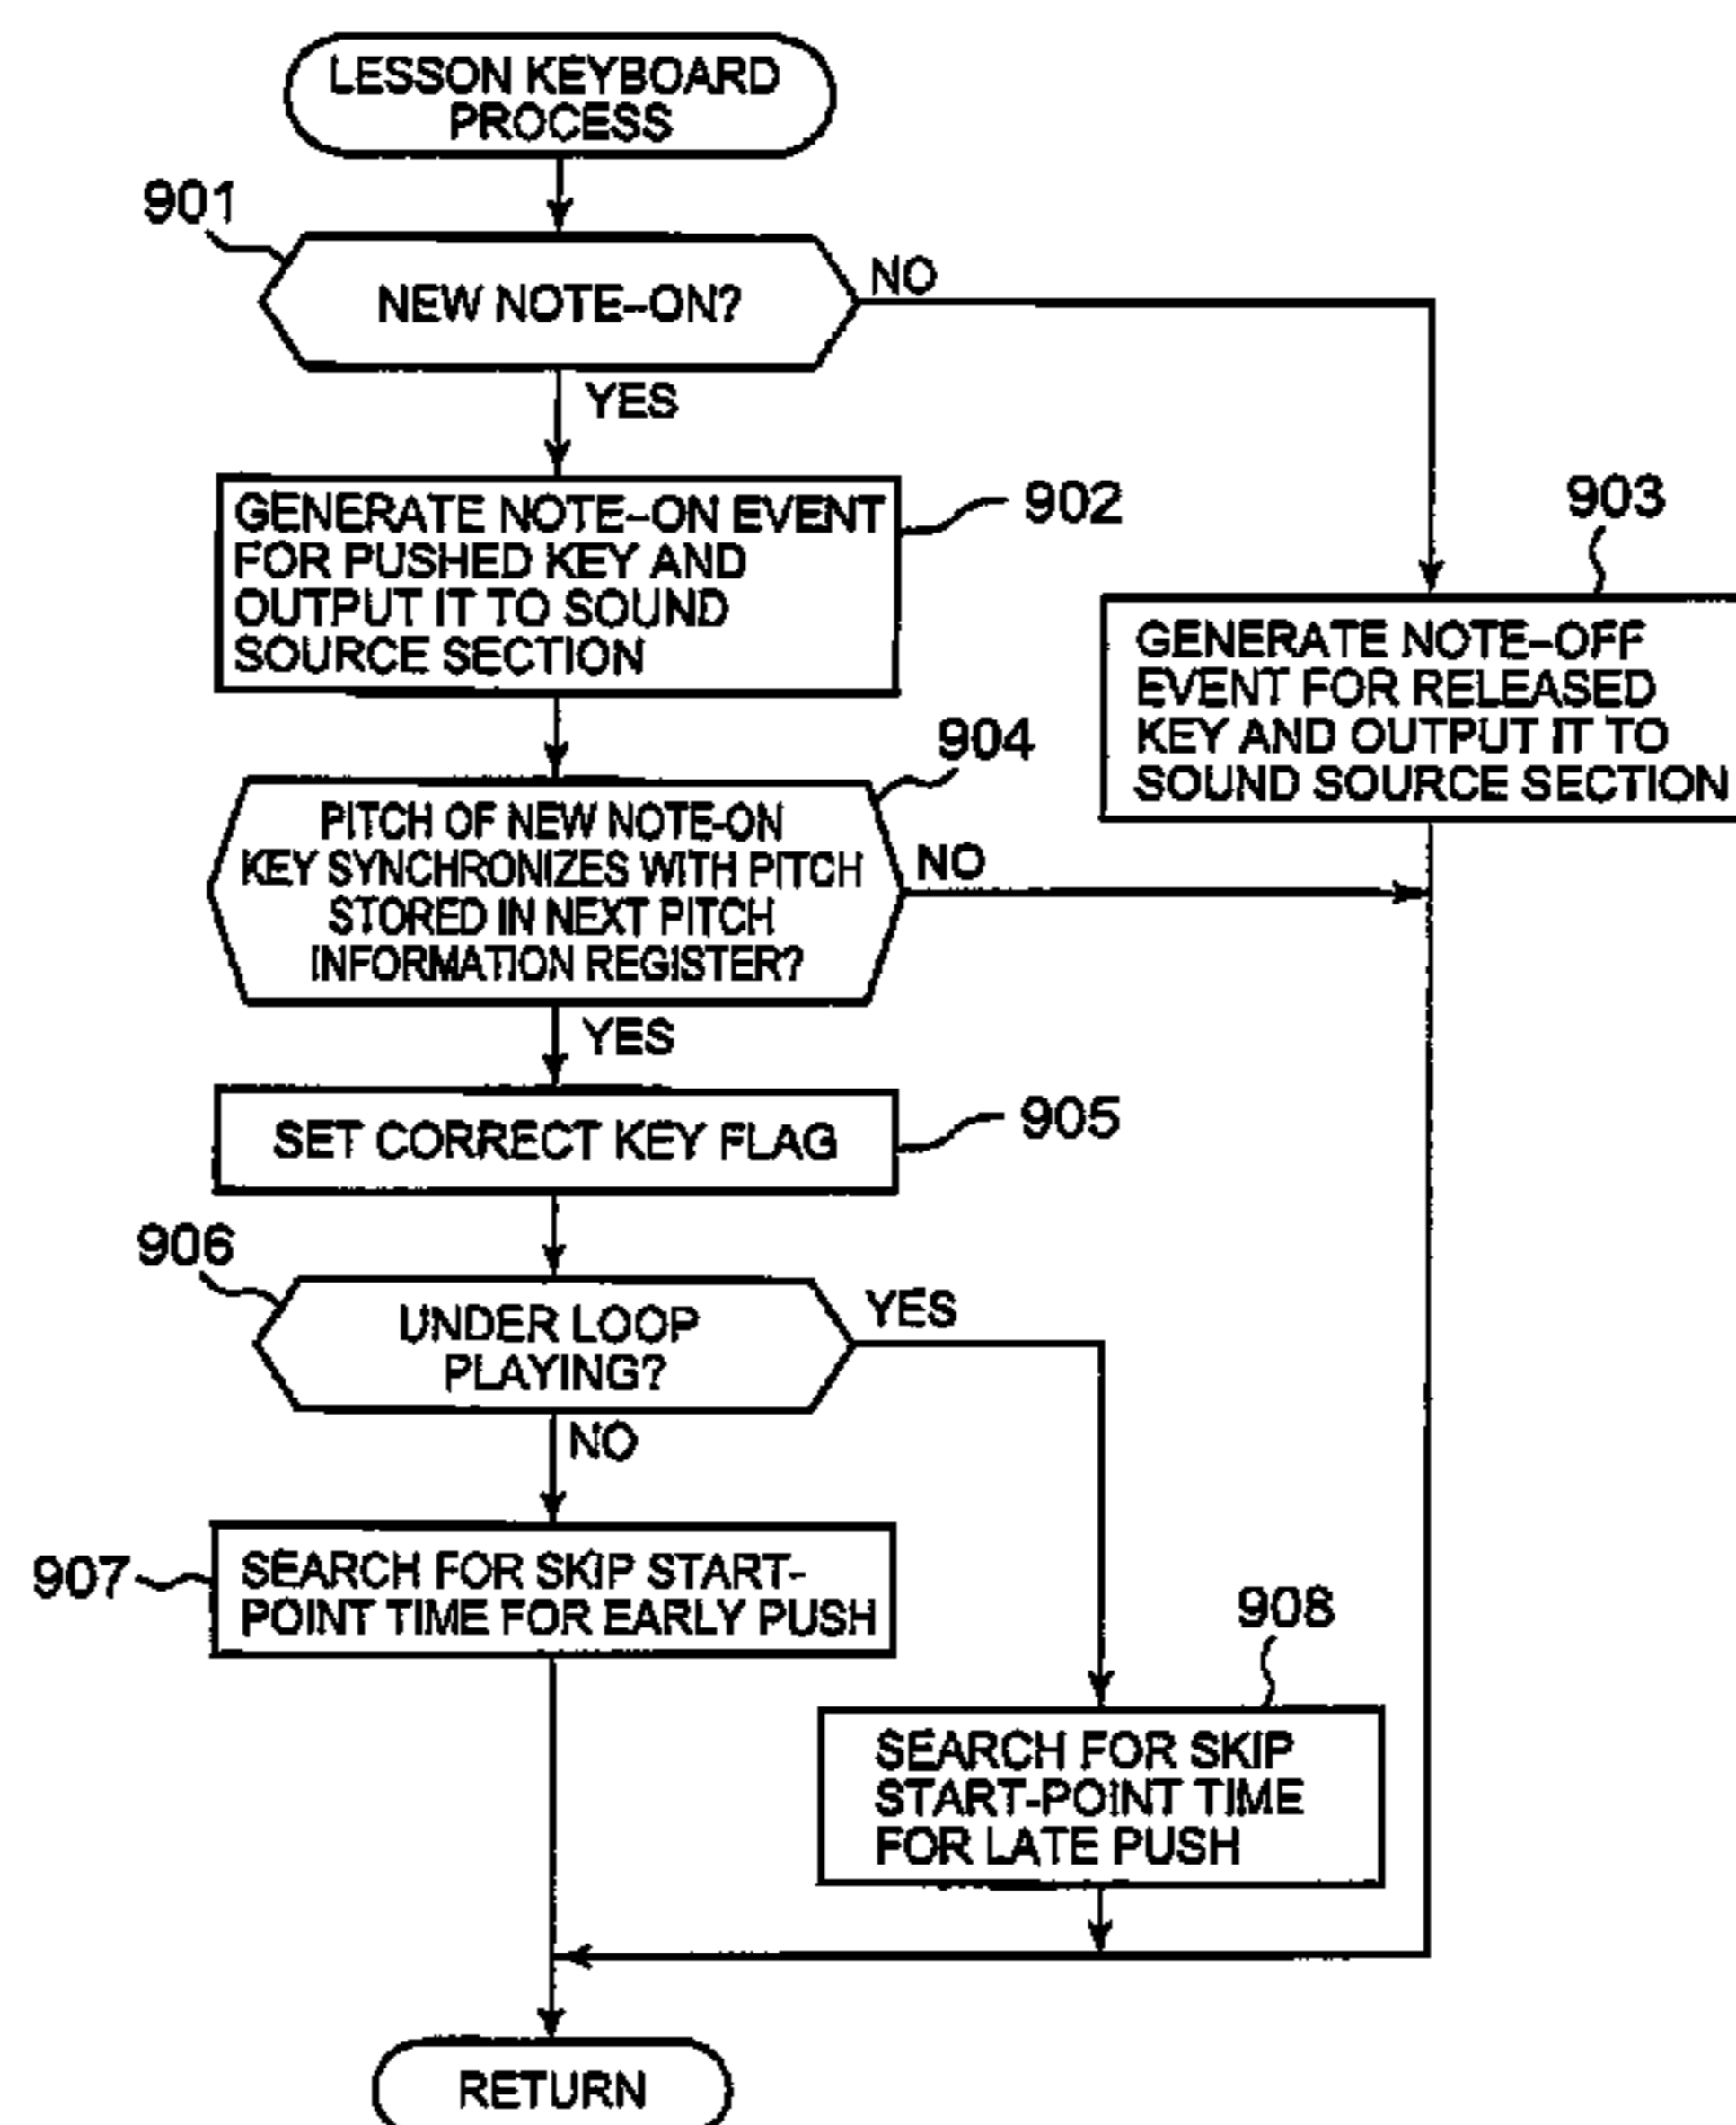 LESSON KEYBOARD
PROCESS
901
NEW NOTE-ON?
NO
YES
GENERATE NOTE-ON EVENT
FOR PUSHED KEY AND
OUTPUT IT TO SOUND
SOURCE SECTION
902
903
GENERATE NOTE-OFF
EVENT FOR RELEASED
KEY AND OUTPUT IT TO
SOUND SOURCE SECTION
904
PITCH OF NEW NOTE-ON
KEY SYNCHRONIZES WITH PITCH
STORED IN NEXT PITCH
INFORMATION REGISTER?
NO
YES
SET CORRECT KEY FLAG
905
906
UNDER LOOP
PLAYING?
YES
NO
907
SEARCH FOR SKIP START-
POINT TIME FOR EARLY PUSH
908
SEARCH FOR SKIP
START-POINT TIME
FOR LATE PUSH
RETURN